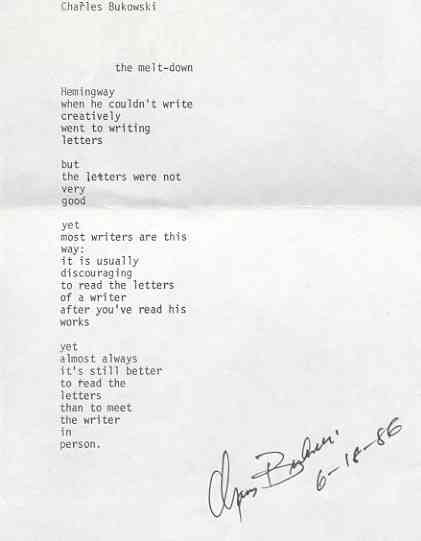 Charles Bukowski
the melt-down
Hemingway
when he couldn't write
creatively
went to writing
letters
but
the letters were not
very
good
yet
most writers are this
way:
it is usually
discouraging
to read the letters
of a writer
after you've read his
works
yet
almost always
it's still better
to read the
letters
than to meet
the writer
in
person.
Charles Bukowski
6-18-86